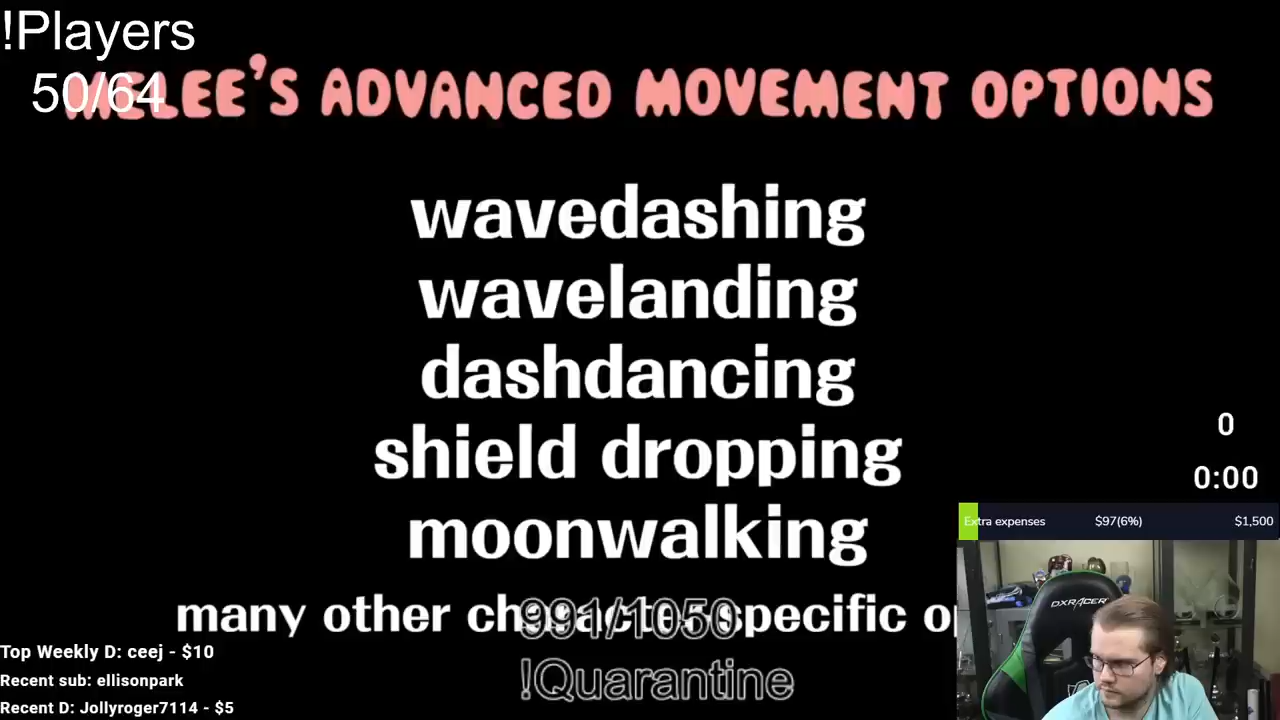 !Players
50/64
MELEE'S ADVANCED MOVEMENT OPTIONS
wavedashing
wavelanding
dashdancing
shield dropping
moonwalking
many other character specific
991/1050
!Quarantine
0
0:00
Extra expenses $97(6%) $1,500
DXRACER
Top Weekly D: ceej - $10
Recent sub: ellisonpark
Recent D: Jollyroger7114 - $5